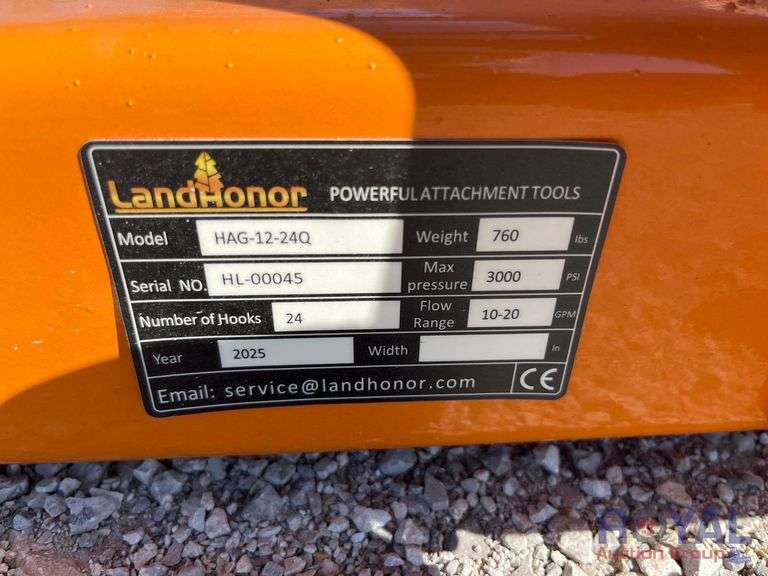 LandHonor POWERFUL ATTACHMENT TOOLS
Model HAG-12-24Q Weight 760 lbs
Serial NO. HL-00045 Max pressure 3000 PSI
Number of Hooks 24 Flow Range 10-20 GPM
Year 2025 Width In
Email: service@landhonor.com CE
ROYAL
Auction Group